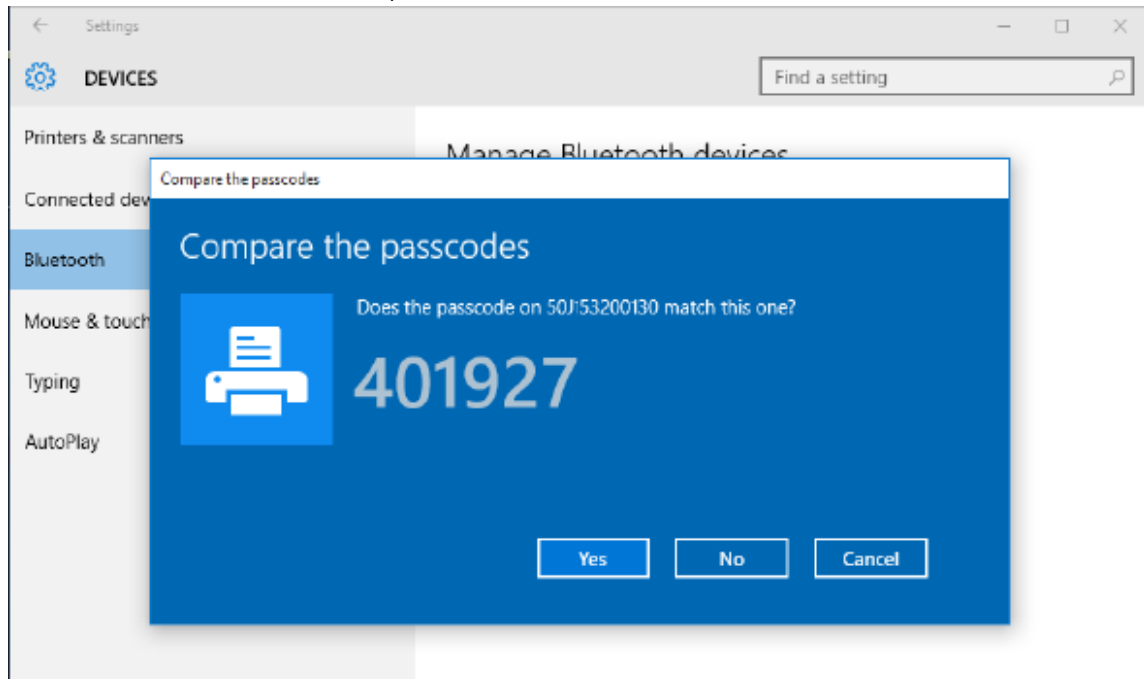 Settings
DEVICES
Find a setting
Printers & scanners
Manage Bluetooth devices
Connected dev
Bluetooth
Mouse & touch
Typing
AutoPlay
Compare the passcodes
Compare the passcodes
Does the passcode on 50J153200130 match this one?
401927
Yes No Cancel